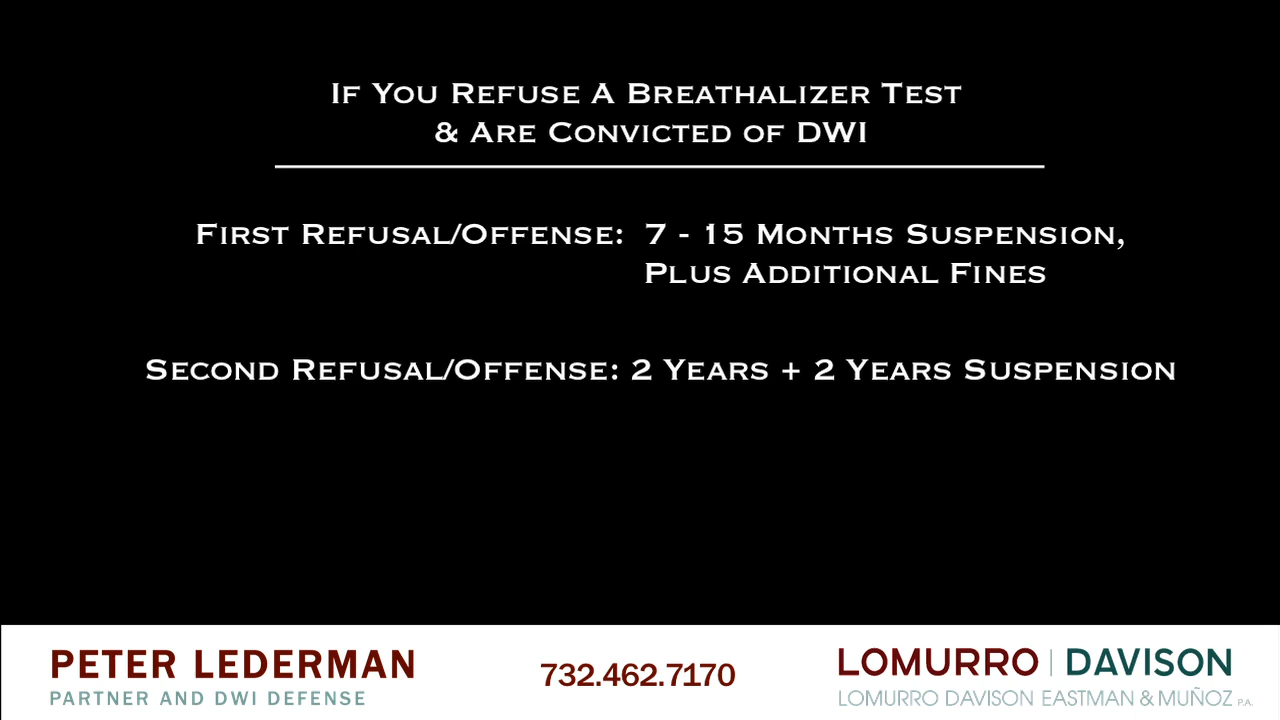 If You Refuse A Breathalizer Test
& Are Convicted of DWI
First Refusal/Offense: 7 - 15 Months Suspension,
Plus Additional Fines
Second Refusal/Offense: 2 Years + 2 Years Suspension
PETER LEDERMAN
PARTNER AND DWI DEFENSE
732.462.7170
LOMURRO | DAVISON
LOMURRO DAVISON EASTMAN & MUÑOZ P.A.